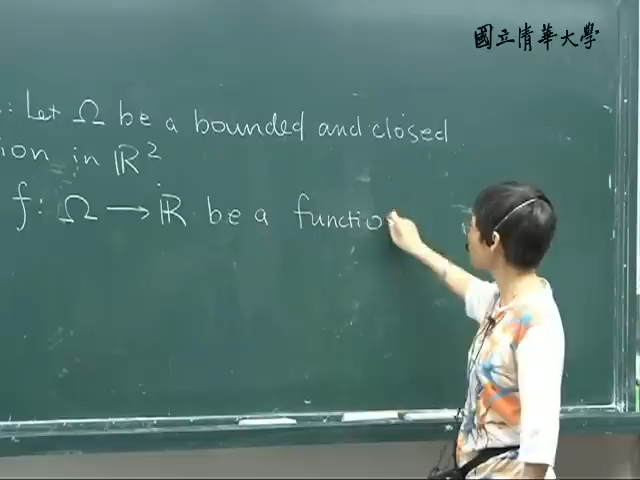 國立清華大學
: Let Ω be a bounded and closed
ion in ℝ²
f: Ω → ℝ be a functio